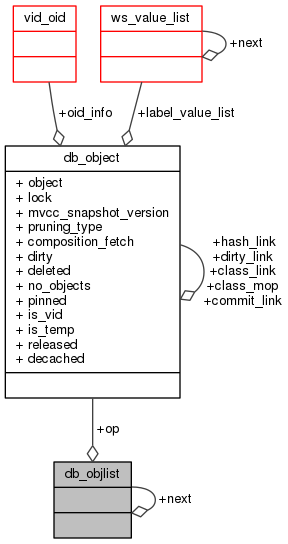 vid_oid
ws_value_list
+next
+oid_info
+label_value_list
db_object
+ object
+ lock
+ mvcc_snapshot_version
+ pruning_type
+ composition_fetch
+ dirty
+ deleted
+ no_objects
+ pinned
+ is_vid
+ is_temp
+ released
+ decached
+hash_link
+dirty_link
+class_link
+class_mop
+commit_link
+op
db_objlist
+next